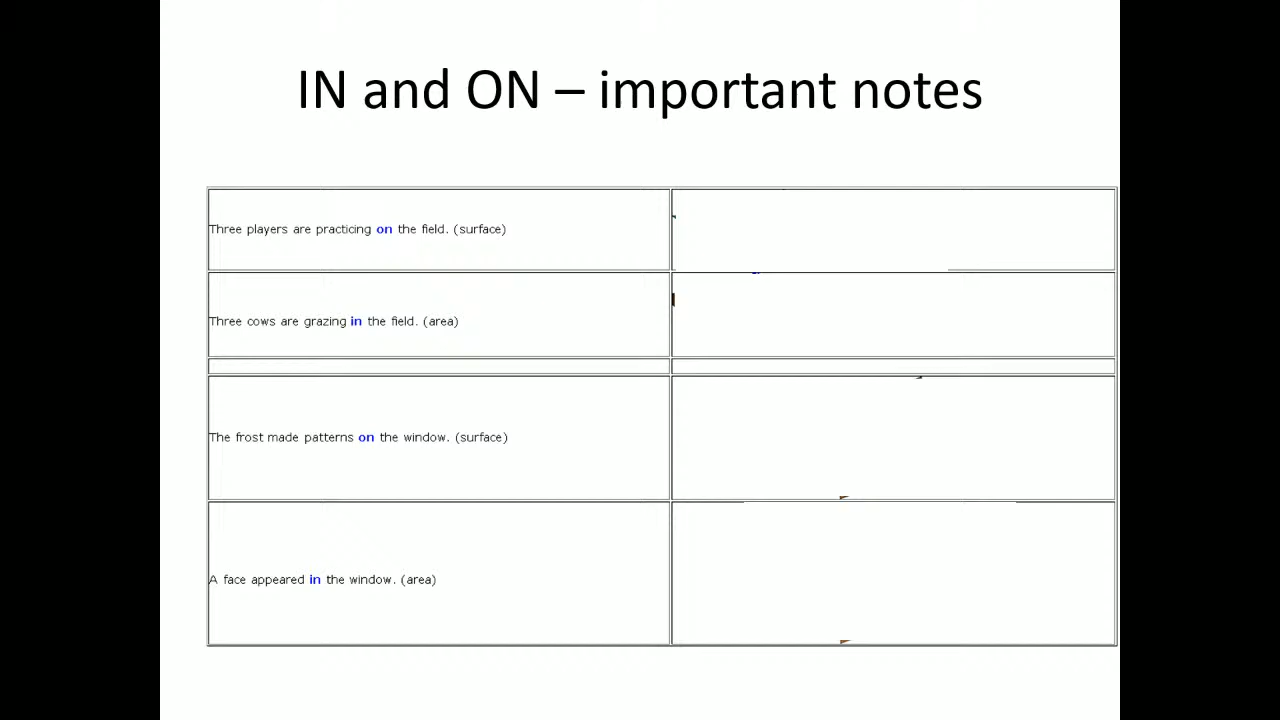 IN and ON – important notes
Three players are practicing on the field. (surface)
Three cows are grazing in the field. (area)
The frost made patterns on the window. (surface)
A face appeared in the window. (area)